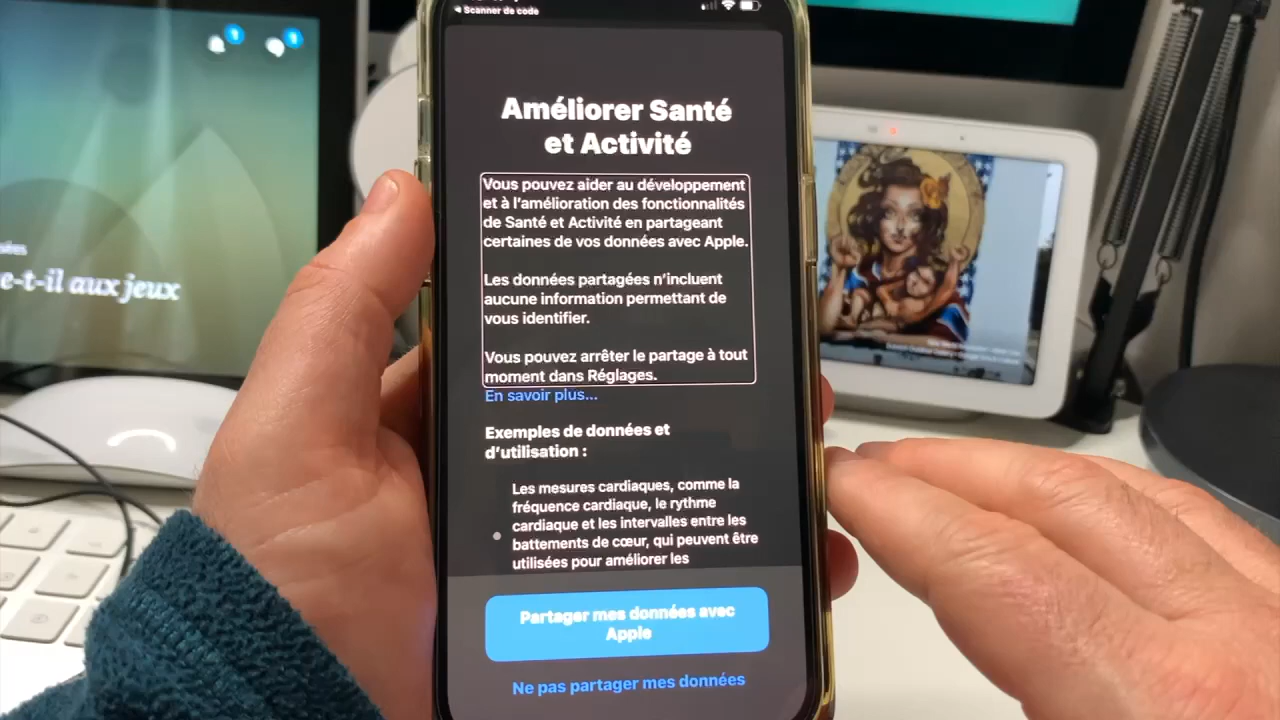 Scanner de code
Améliorer Santé
et Activité
Vous pouvez aider au développement
et à l'amélioration des fonctionnalités
de Santé et Activité en partageant
certaines de vos données avec Apple.
Les données partagées n'incluent
aucune information permettant de
vous identifier.
Vous pouvez arrêter le partage à tout
moment dans Réglages.
En savoir plus...
Exemples de données et
d'utilisation :
Les mesures cardiaques, comme la
fréquence cardiaque, le rythme
cardiaque et les intervalles entre les
battements de cœur, qui peuvent être
utilisées pour améliorer les
Partager mes données avec
Apple
Ne pas partager mes données
e-t-il aux jeux